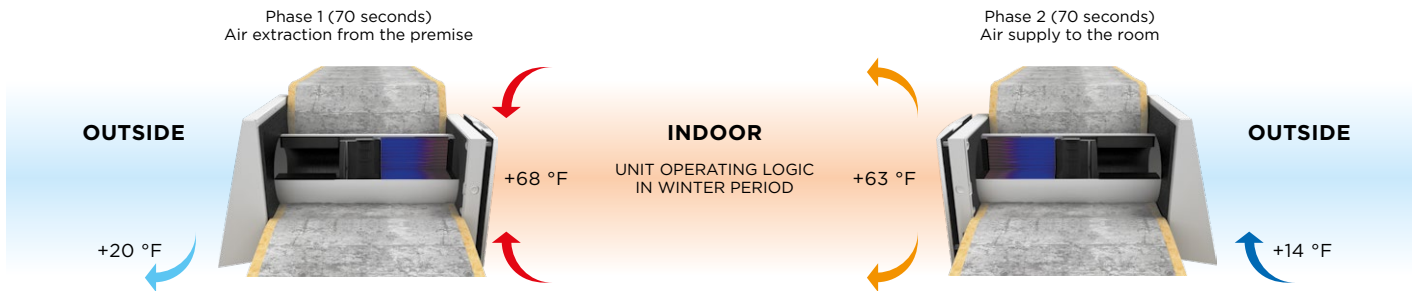 Phase 1 (70 seconds)
Air extraction from the premise
Phase 2 (70 seconds)
Air supply to the room
OUTSIDE
INDOOR
OUTSIDE
+68 °F
UNIT OPERATING LOGIC
IN WINTER PERIOD
+63 °F
+20 °F
+14 °F